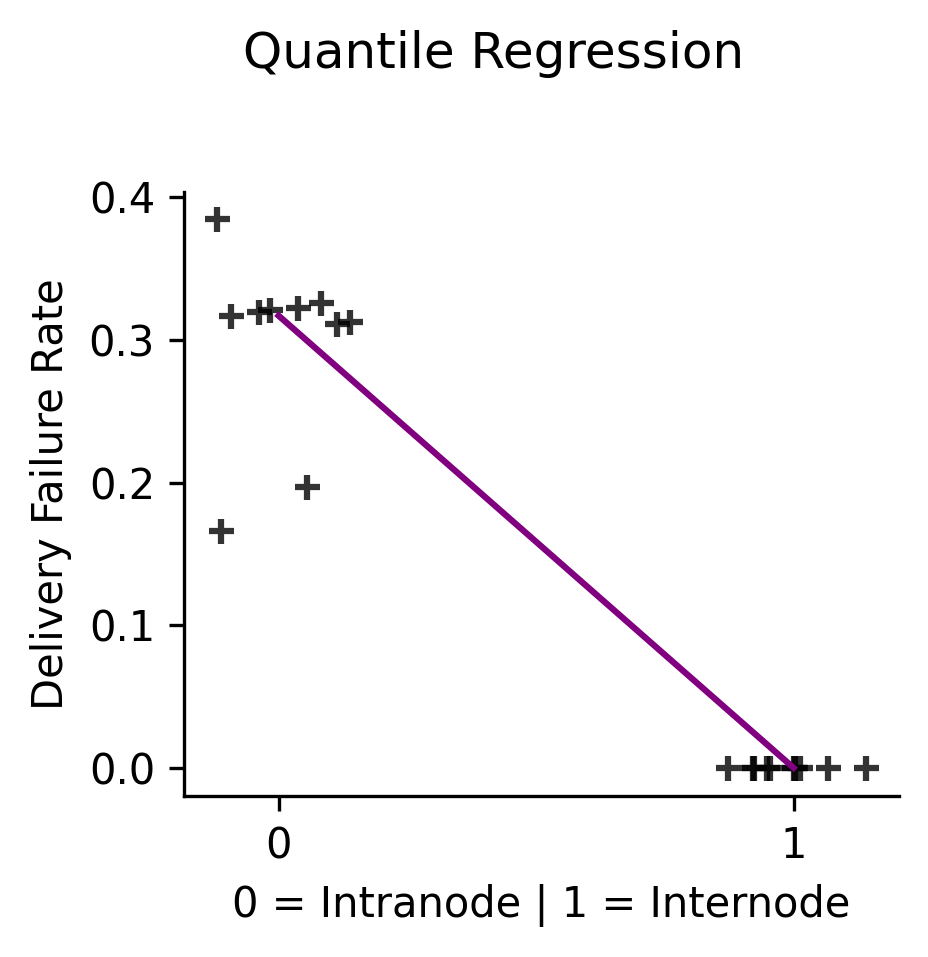 Quantile Regression
Delivery Failure Rate
0.4
0.3
0.2
0.1
0.0
0 1
0 = Intranode | 1 = Internode